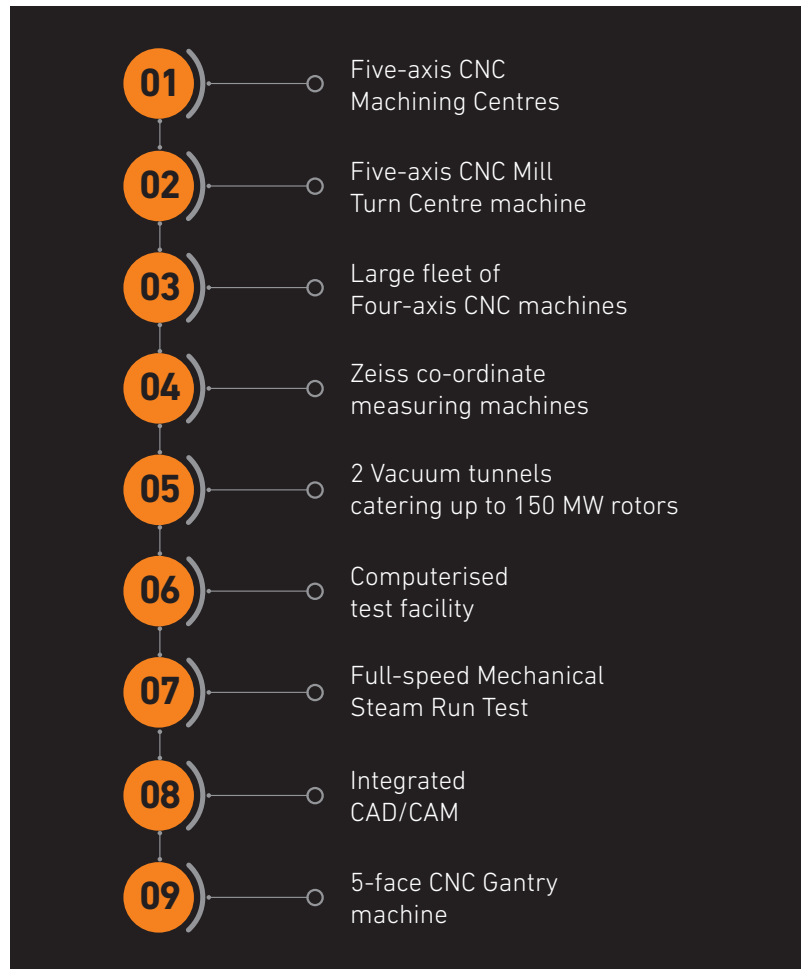 01
Five-axis CNC
Machining Centres
02
Five-axis CNC Mill
Turn Centre machine
03
Large fleet of
Four-axis CNC machines
04
Zeiss co-ordinate
measuring machines
05
2 Vacuum tunnels
catering up to 150 MW rotors
06
Computerised
test facility
07
Full-speed Mechanical
Steam Run Test
08
Integrated
CAD/CAM
09
5-face CNC Gantry
machine